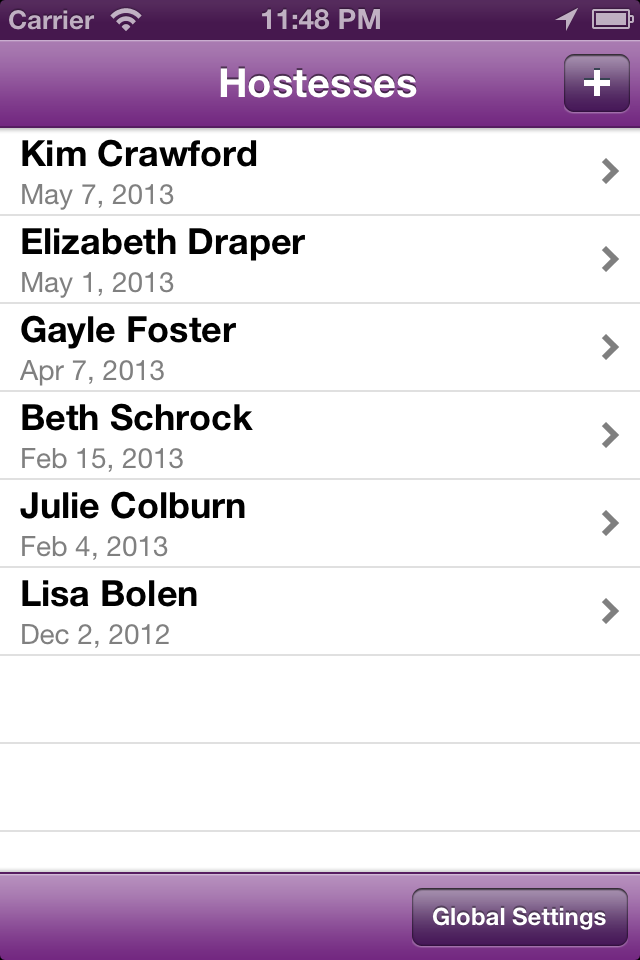 Carrier 11:48 PM
Hostesses
+
Kim Crawford
May 7, 2013
Elizabeth Draper
May 1, 2013
Gayle Foster
Apr 7, 2013
Beth Schrock
Feb 15, 2013
Julie Colburn
Feb 4, 2013
Lisa Bolen
Dec 2, 2012
Global Settings